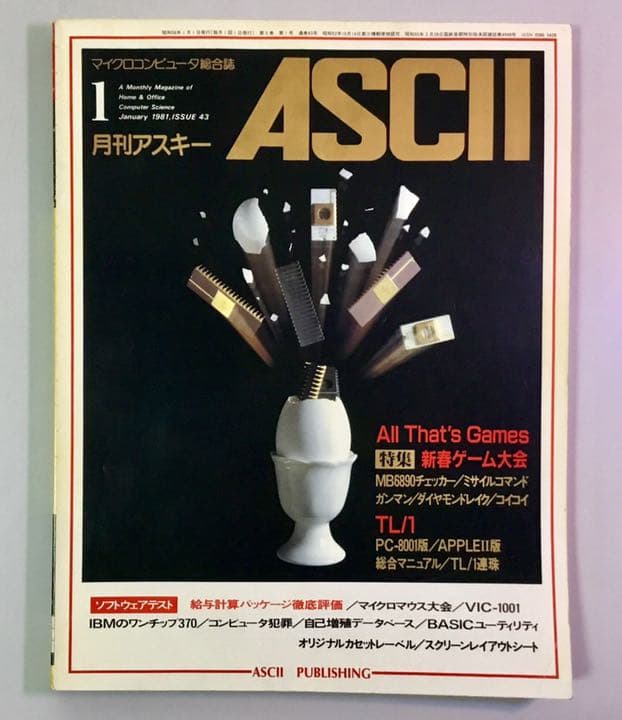 マイクロコンピュータ総合誌
ASCII
1
A Monthly Magazine of
Home & Office
Computer Science
January 1981, ISSUE 43
月刊アスキー
All That's Games
特集 新春ゲーム大会
MB6890チェッカー/ミサイルコマンド
ガンマン/ダイヤモンドレイク/コイコイ
TL/1
PC-8001版/APPLEII版
総合マニュアル/TL/1連珠
ソフトウェアテスト 給与計算パッケージ徹底評価/マイクロマウス大会/VIC-1001
IBMのワンチップ370/コンピュータ犯罪/自己増殖データベース/BASICユーティリティ
オリジナルカセットレーベル/スクリーンレイアウトシート
ASCII PUBLISHING